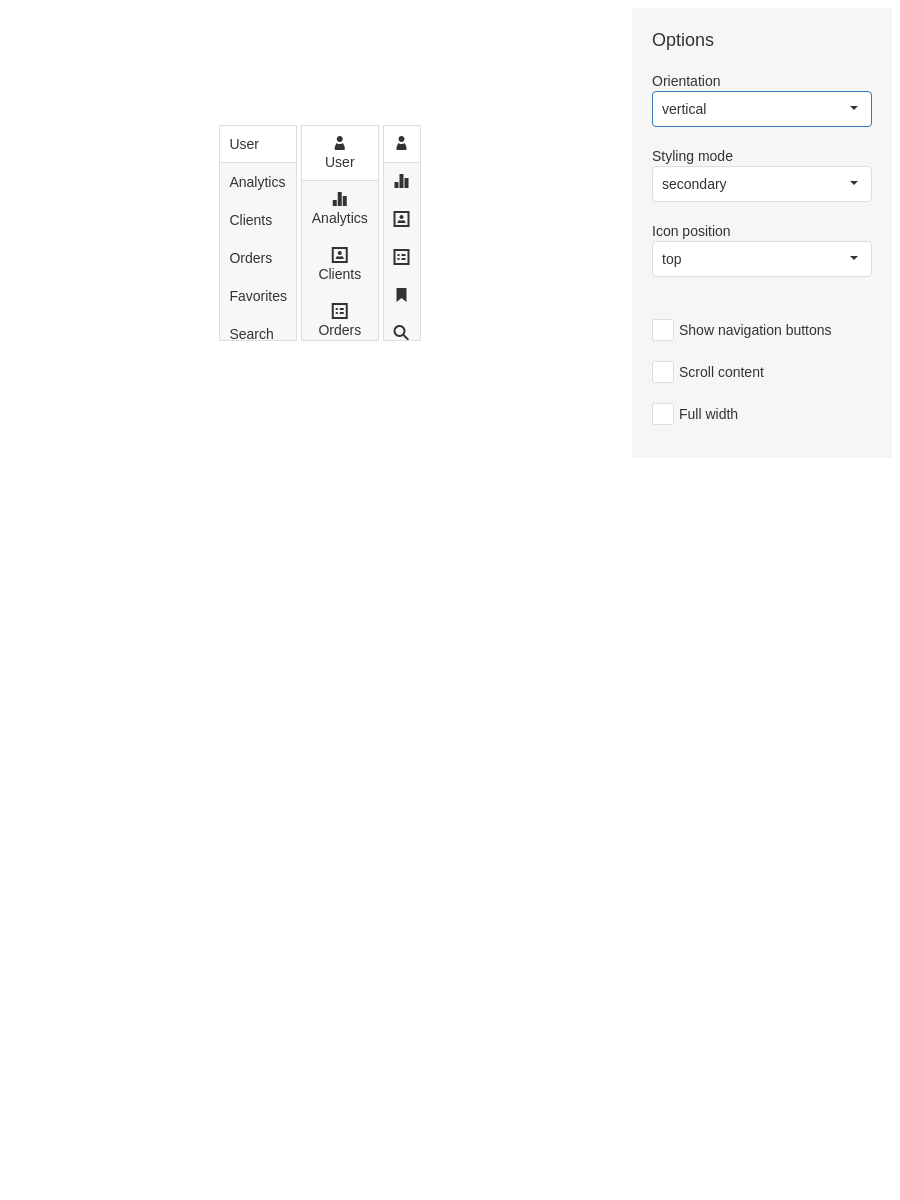 User
Analytics
Clients
Orders
Favorites
Search
User
Analytics
Clients
Orders
Options
Orientation
vertical
Styling mode
secondary
Icon position
top
Show navigation buttons
Scroll content
Full width